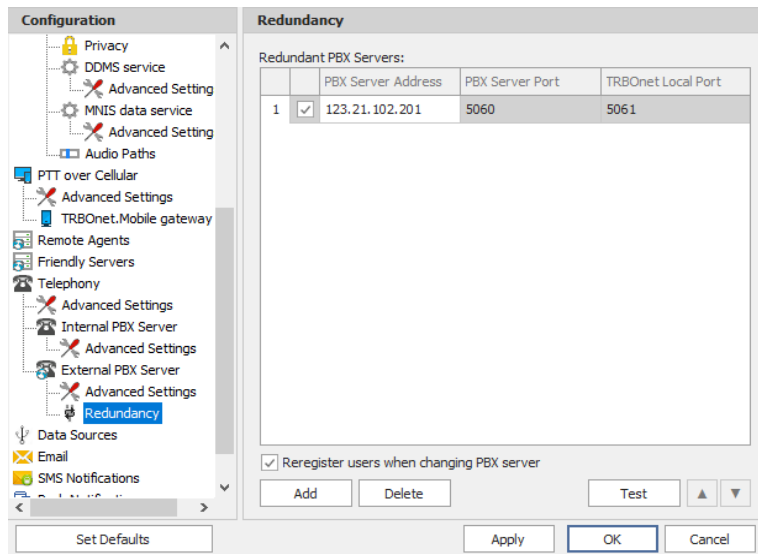 Configuration
Privacy
DDMS service
Advanced Setting
MNIS data service
Advanced Setting
Audio Paths
PTT over Cellular
Advanced Settings
TRBOnet.Mobile gateway
Remote Agents
Friendly Servers
Telephony
Advanced Settings
Internal PBX Server
Advanced Settings
External PBX Server
Advanced Settings
Redundancy
Data Sources
Email
SMS Notifications
Set Defaults
Redundancy
Redundant PBX Servers:
PBX Server Address PBX Server Port TRBOnet Local Port
1 123.21.102.201 5060 5061
Reregister users when changing PBX server
Add Delete Test
Apply OK Cancel